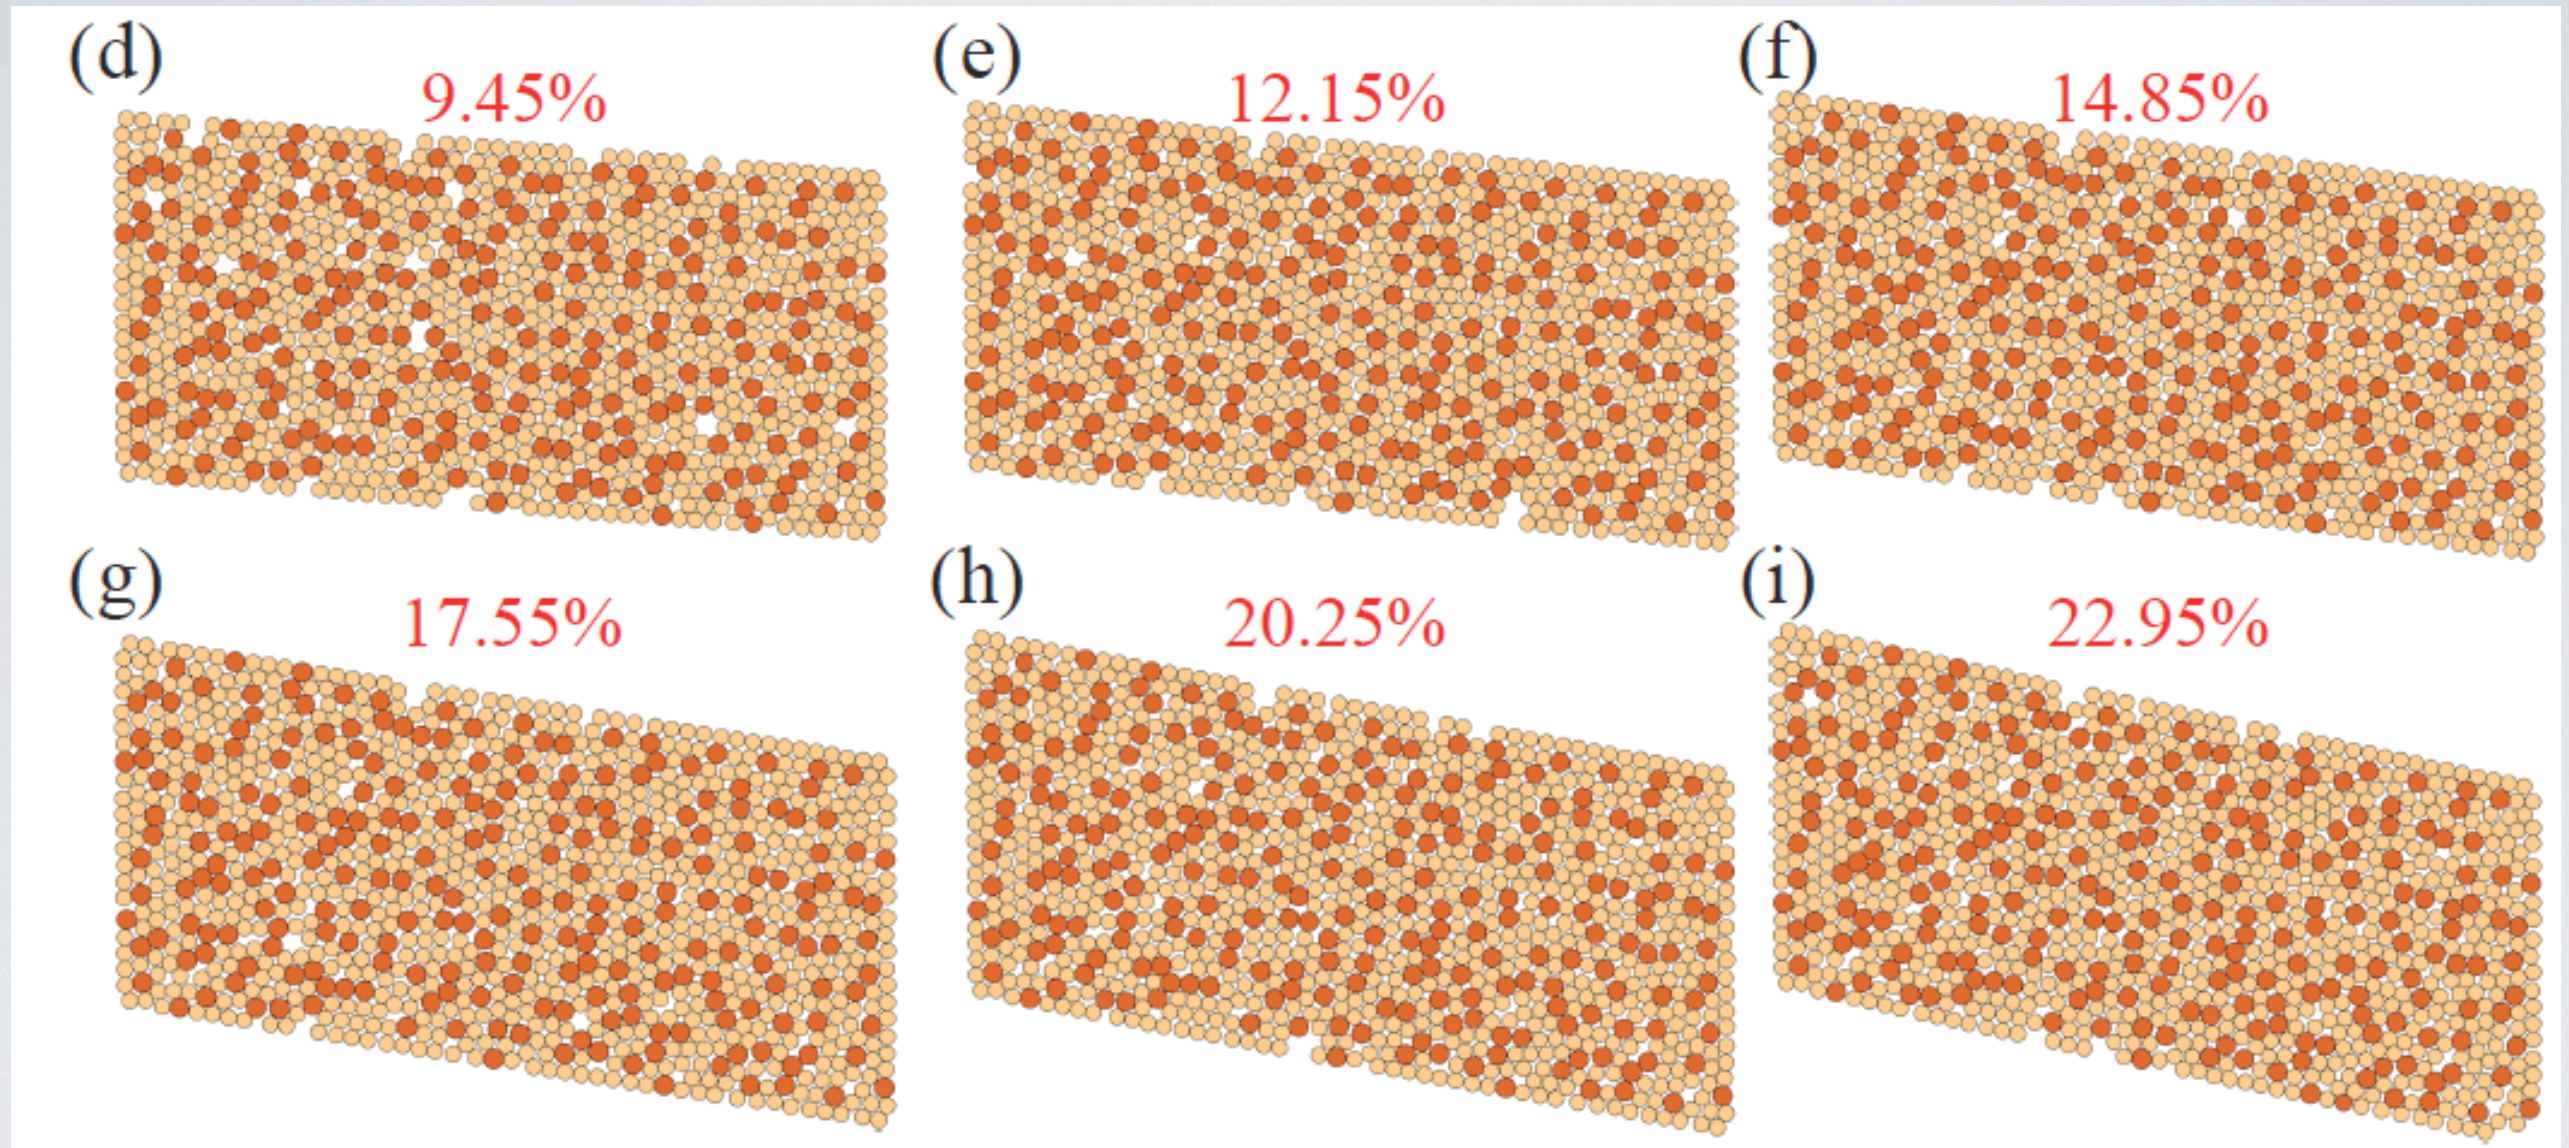 (d)
9.45%
(e)
12.15%
(f)
14.85%
(g)
17.55%
(h)
20.25%
(i)
22.95%